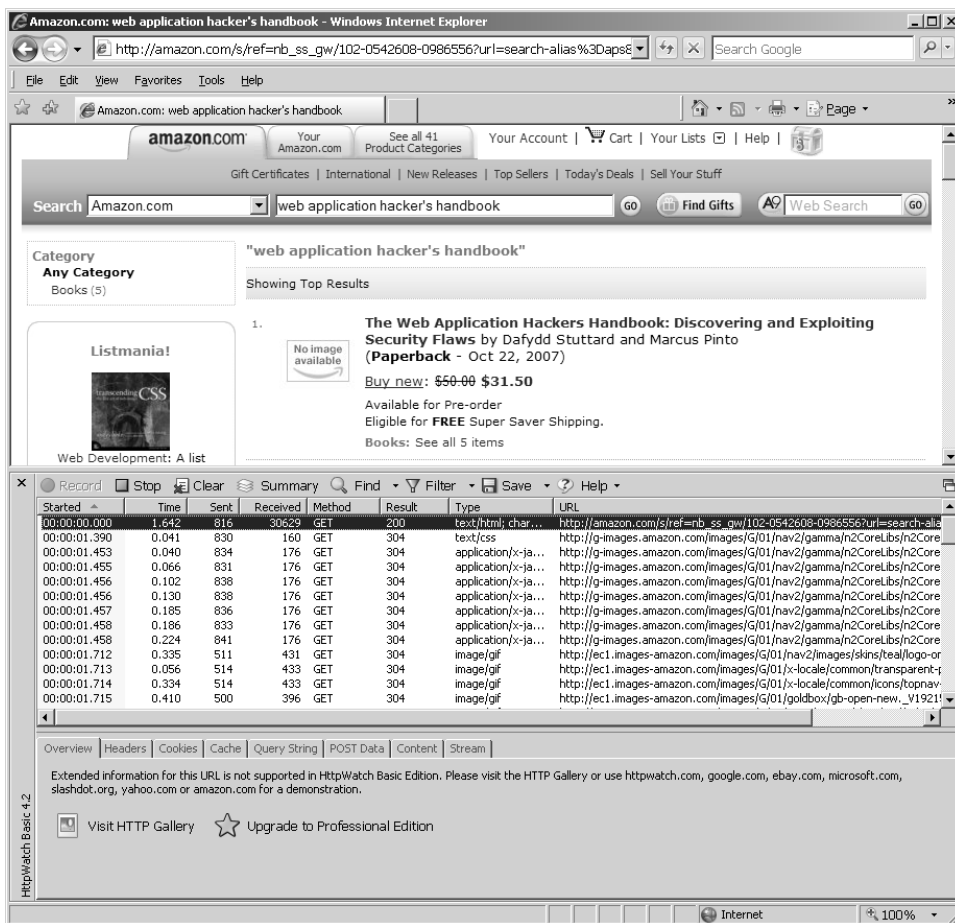 Amazon.com: web application hacker's handbook - Windows Internet Explorer
http://amazon.com/s/ref=nb_ss_gw/102-0542608-0986556?url=search-alias%3Daps&
Search Google
File Edit View Favorites Tools Help
Amazon.com: web application hacker's handbook
Page
»
amazon.com
Your Amazon.com
See all 41 Product Categories
Your Account | Cart | Your Lists | Help |
Gift Certificates | International | New Releases | Top Sellers | Today's Deals | Sell Your Stuff
Search Amazon.com web application hacker's handbook GO Find Gifts A9 Web Search GO
Category
Any Category
Books (5)
"web application hacker's handbook"
Showing Top Results
Listmania!
transcending CSS
Web Development: A list
1.
No image available
The Web Application Hackers Handbook: Discovering and Exploiting
Security Flaws by Dafydd Stuttard and Marcus Pinto
(Paperback - Oct 22, 2007)
Buy new: $50.00 $31.50
Available for Pre-order
Eligible for FREE Super Saver Shipping.
Books: See all 5 items
Record Stop Clear Summary Find Filter Save Help
Started Time Sent Received Method Result Type URL
00:00:00.000 1.642 816 30629 GET 200 text/html; char... http://amazon.com/s/ref=nb_ss_gw/102-0542608-0986556?url=search-alia
00:00:01.390 0.041 830 160 GET 304 text/css http://g-images.amazon.com/images/G/01/nav2/gamma/n2CoreLibs/n2Core
00:00:01.453 0.040 834 176 GET 304 application/x-ja... http://g-images.amazon.com/images/G/01/nav2/gamma/n2CoreLibs/n2Core
00:00:01.455 0.066 831 176 GET 304 application/x-ja... http://g-images.amazon.com/images/G/01/nav2/gamma/n2CoreLibs/n2Core
00:00:01.456 0.102 838 176 GET 304 application/x-ja... http://g-images.amazon.com/images/G/01/nav2/gamma/n2CoreLibs/n2Core
00:00:01.456 0.130 838 176 GET 304 application/x-ja... http://g-images.amazon.com/images/G/01/nav2/gamma/n2CoreLibs/n2Core
00:00:01.457 0.185 836 176 GET 304 application/x-ja... http://g-images.amazon.com/images/G/01/nav2/gamma/n2CoreLibs/n2Core
00:00:01.458 0.186 833 176 GET 304 application/x-ja... http://g-images.amazon.com/images/G/01/nav2/gamma/n2CoreLibs/n2Core
00:00:01.458 0.224 841 176 GET 304 application/x-ja... http://g-images.amazon.com/images/G/01/nav2/gamma/n2CoreLibs/n2Core
00:00:01.712 0.335 511 431 GET 304 image/gif http://ec1.images-amazon.com/images/G/01/nav2/images/skins/teal/logo-on
00:00:01.713 0.056 514 433 GET 304 image/gif http://ec1.images-amazon.com/images/G/01/x-locale/common/transparent-p
00:00:01.714 0.334 514 433 GET 304 image/gif http://ec1.images-amazon.com/images/G/01/x-locale/common/icons/topnav-
00:00:01.715 0.410 500 396 GET 304 image/gif http://ec1.images-amazon.com/images/G/01/goldbox/gb-open-new._V1921
Overview Headers Cookies Cache Query String POST Data Content Stream
Extended information for this URL is not supported in HttpWatch Basic Edition. Please visit the HTTP Gallery or use httpwatch.com, google.com, ebay.com, microsoft.com,
slashdot.org, yahoo.com or amazon.com for a demonstration.
Visit HTTP Gallery Upgrade to Professional Edition
HttpWatch Basic 4.2
Internet 100%